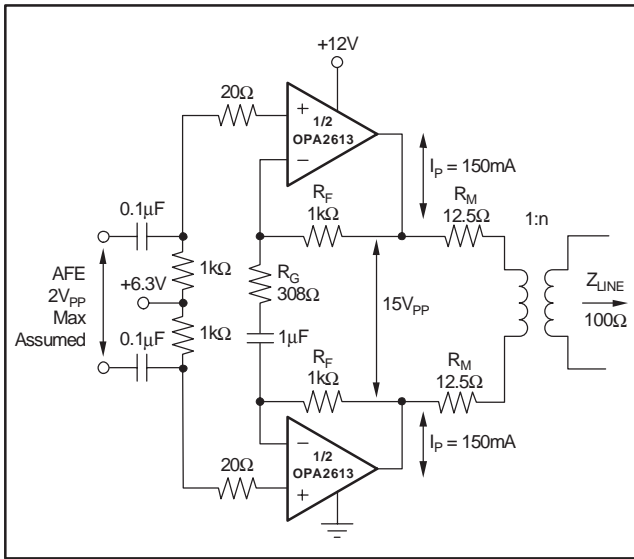 +12V
20Ω
+
1/2
OPA2613
−
I_P = 150mA
R_F
1kΩ
R_M
12.5Ω
1:n
0.1μF
AFE
2V_PP
Max
Assumed
1kΩ
+6.3V
1kΩ
0.1μF
R_G
308Ω
1μF
15V_PP
Z_LINE
100Ω
R_F
1kΩ
R_M
12.5Ω
−
1/2
OPA2613
+
20Ω
I_P = 150mA